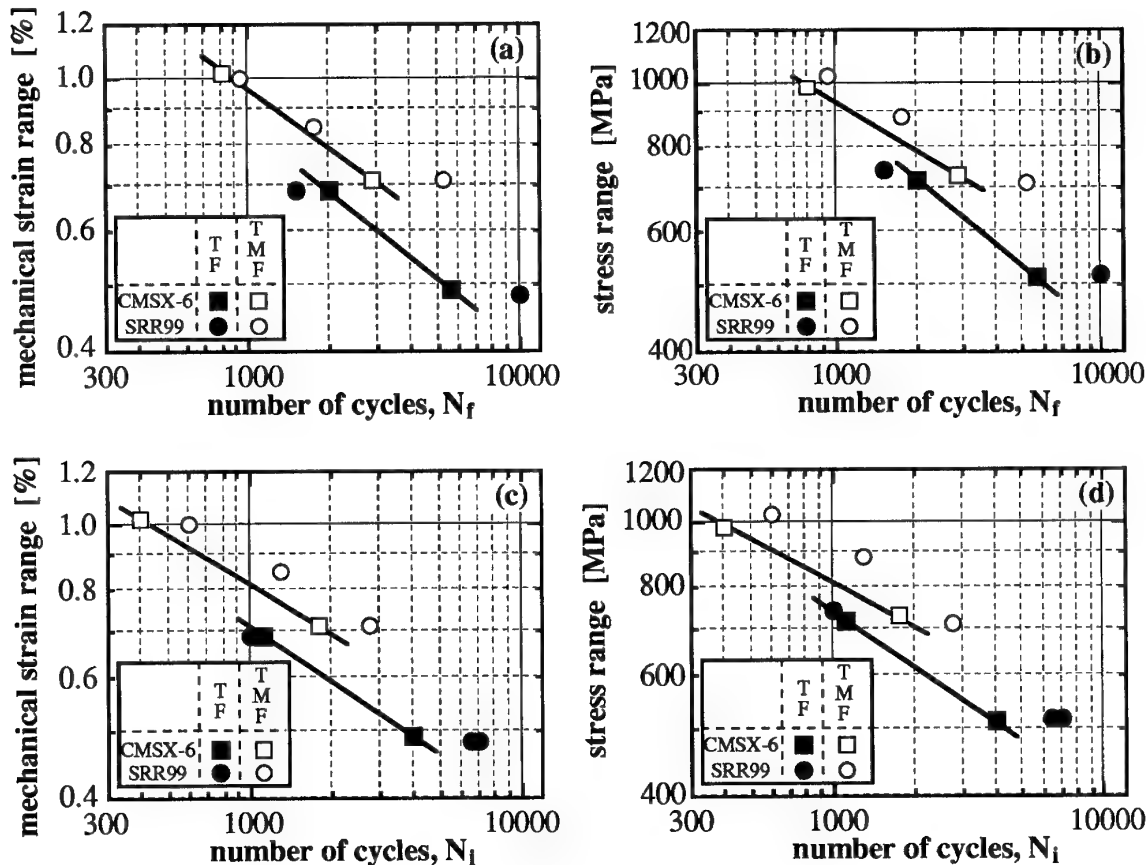 (a)
mechanical strain range [%]
1.2
1.0
0.8
0.6
0.4
T T
F M
F
CMSX-6
SRR99
300 1000 10000
number of cycles, Nf
(b)
stress range [MPa]
1200
1000
800
600
400
T T
F M
F
CMSX-6
SRR99
300 1000 10000
number of cycles, Nf
(c)
mechanical strain range [%]
1.2
1.0
0.8
0.6
0.4
T T
F M
F
CMSX-6
SRR99
300 1000 10000
number of cycles, Ni
(d)
stress range [MPa]
1200
1000
800
600
400
T T
F M
F
CMSX-6
SRR99
300 1000 10000
number of cycles, Ni